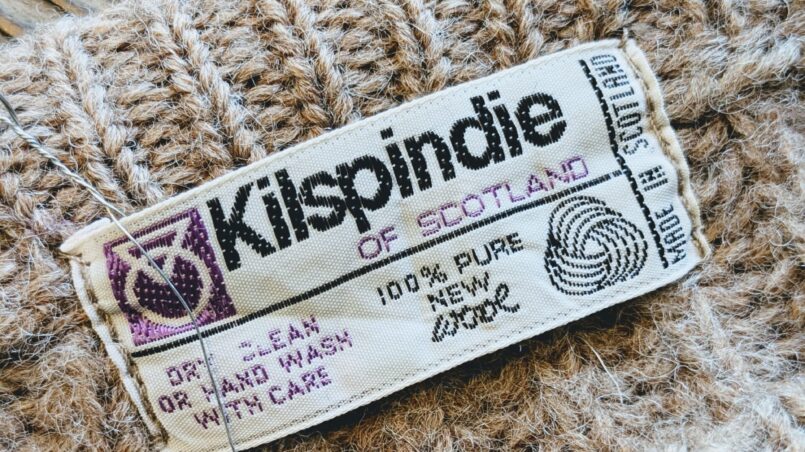 Kilspindie
OF SCOTLAND
100% PURE
NEW
wool
DRY CLEAN
OR HAND WASH
WITH CARE
MADE IN SCOTLAND